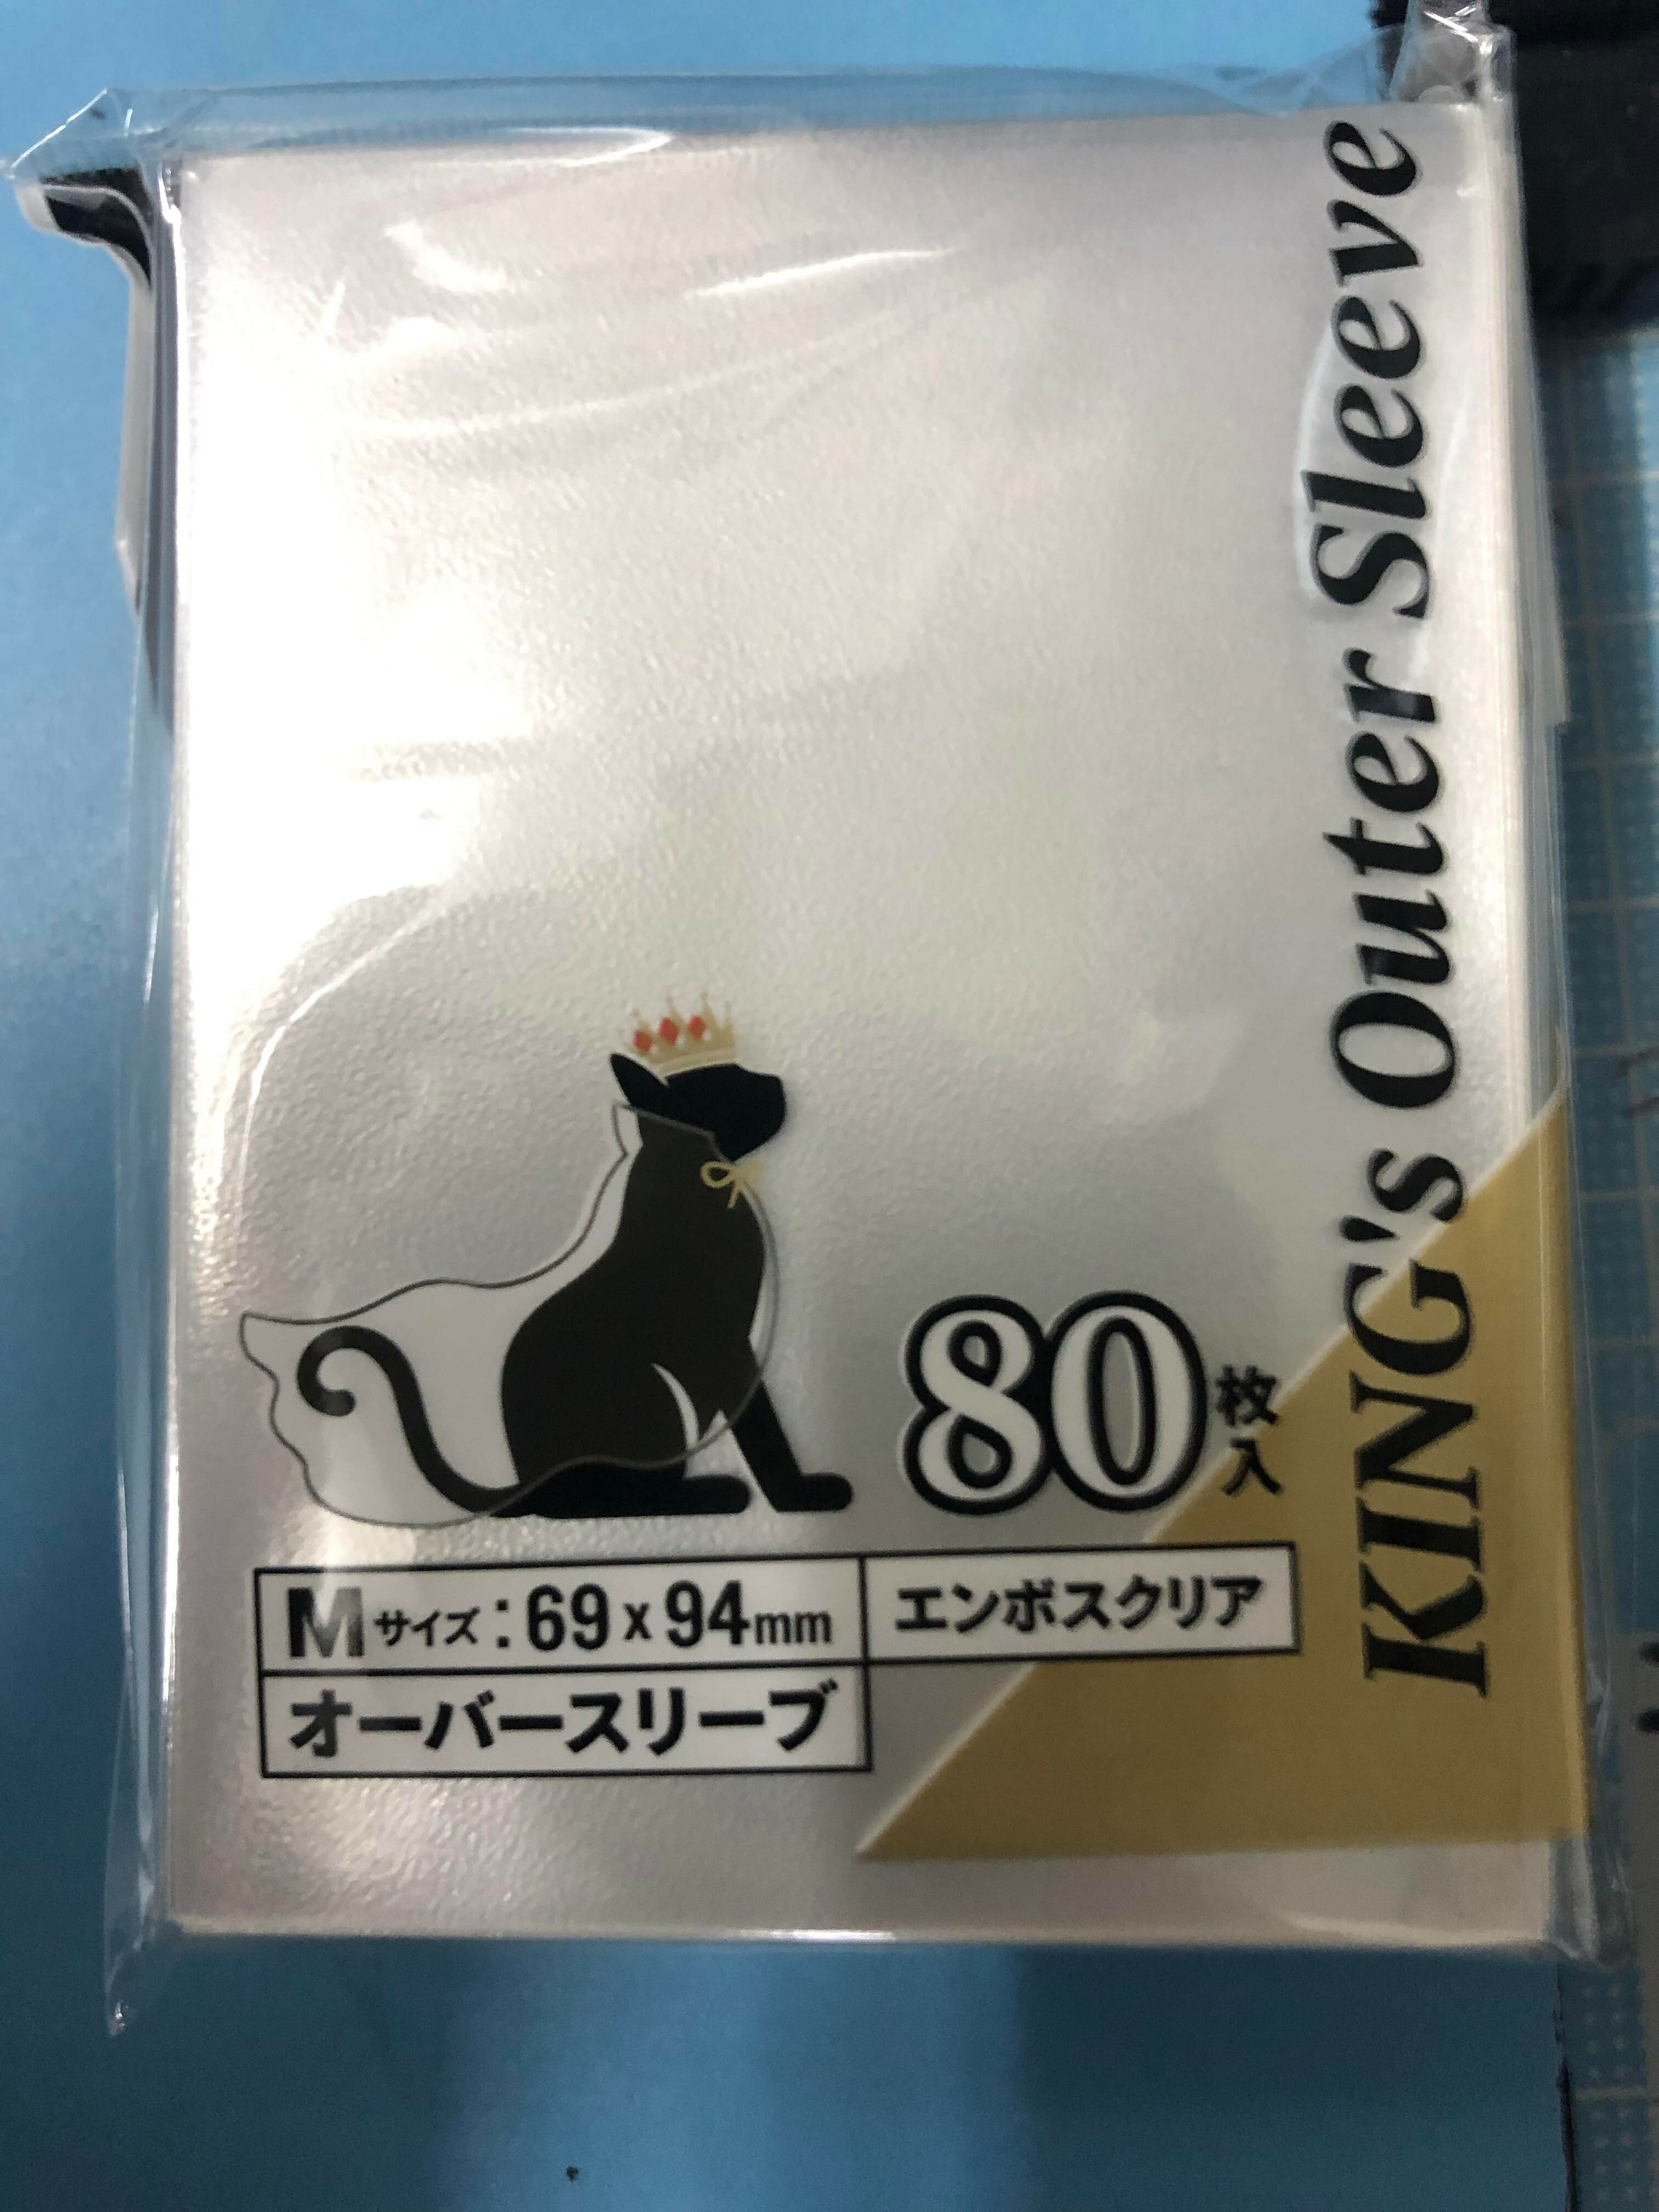 KING's Outer Sleeve
80枚入
Mサイズ:69x94mm
エンボスクリア
オーバースリーブ